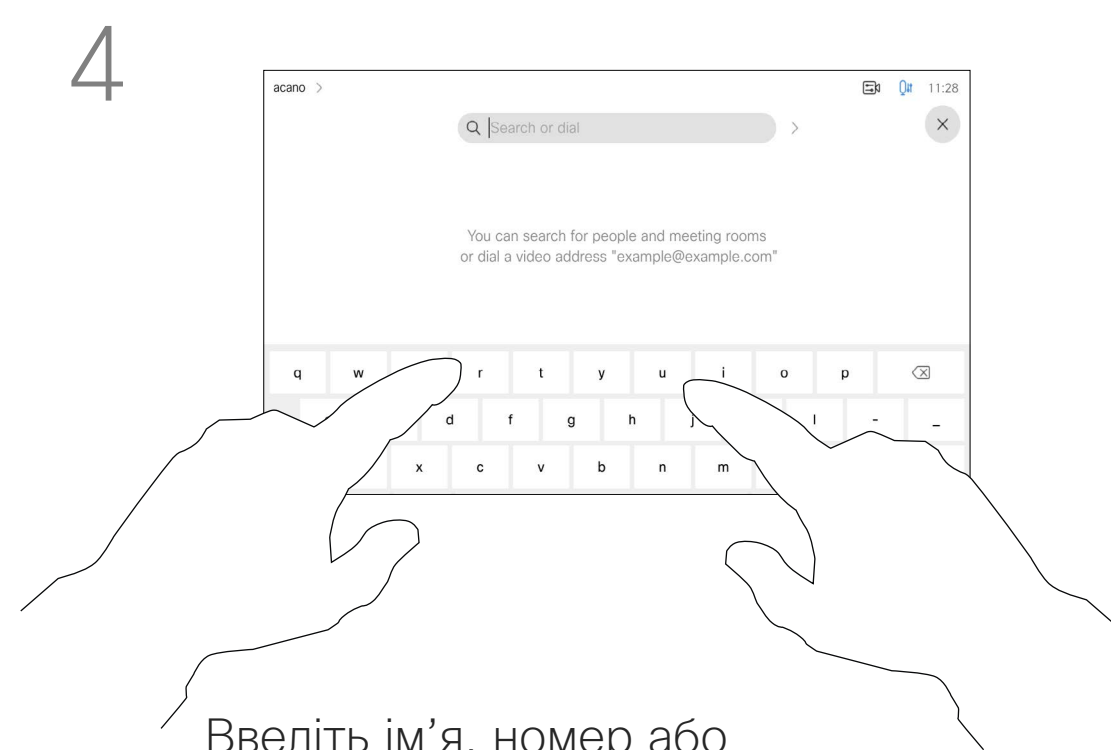 4
acano >
11:28
Search or dial
You can search for people and meeting rooms
or dial a video address "example@example.com"
q w r t y u i o p
d f g h j l - _
x c v b n m
Введіть ім’я, номер або